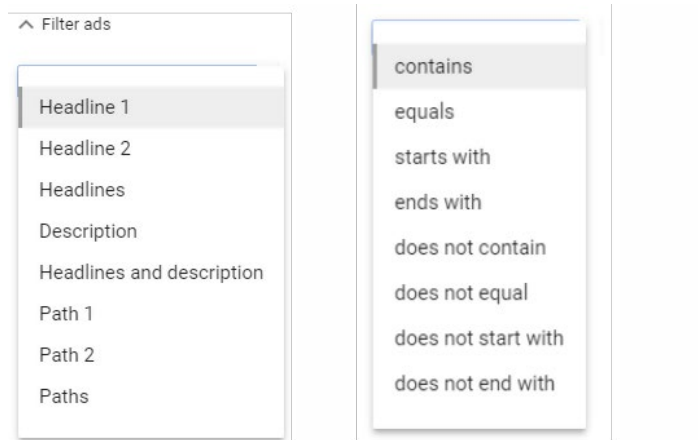 Filter ads
Headline 1
Headline 2
Headlines
Description
Headlines and description
Path 1
Path 2
Paths
contains
equals
starts with
ends with
does not contain
does not equal
does not start with
does not end with